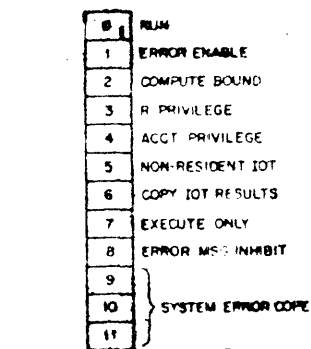 0 RUN
1 ERROR ENABLE
2 COMPUTE BOUND
3 R PRIVILEGE
4 ACCT PRIVILEGE
5 NON-RESIDENT IOT
6 COPY IOT RESULTS
7 EXECUTE ONLY
8 ERROR MSG INHIBIT
9
10 SYSTEM ERROR CODE
11